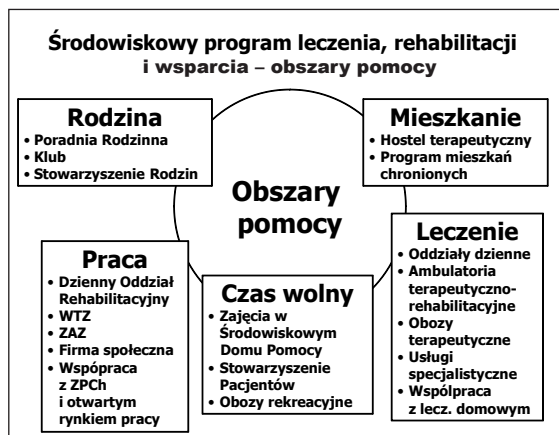 Środowiskowy program leczenia, rehabilitacji
i wsparcia – obszary pomocy
Rodzina
• Poradnia Rodzinna
• Klub
• Stowarzyszenie Rodzin
Mieszkanie
• Hostel terapeutyczny
• Program mieszkań
chronionych
Obszary
pomocy
Praca
• Dzienny Oddział
Rehabilitacyjny
• WTZ
• ZAZ
• Firma społeczna
• Współpraca
z ZPCh
i otwartym
rynkiem pracy
Czas wolny
• Zajęcia w
Środowiskowym
Domu Pomocy
• Stowarzyszenie
Pacjentów
• Obozy rekreacyjne
Leczenie
• Oddziały dzienne
• Ambulatoria
terapeutyczno-
rehabilitacyjne
• Obozy
terapeutyczne
• Usługi
specjalistyczne
• Wspólpraca
z lecz. domowym